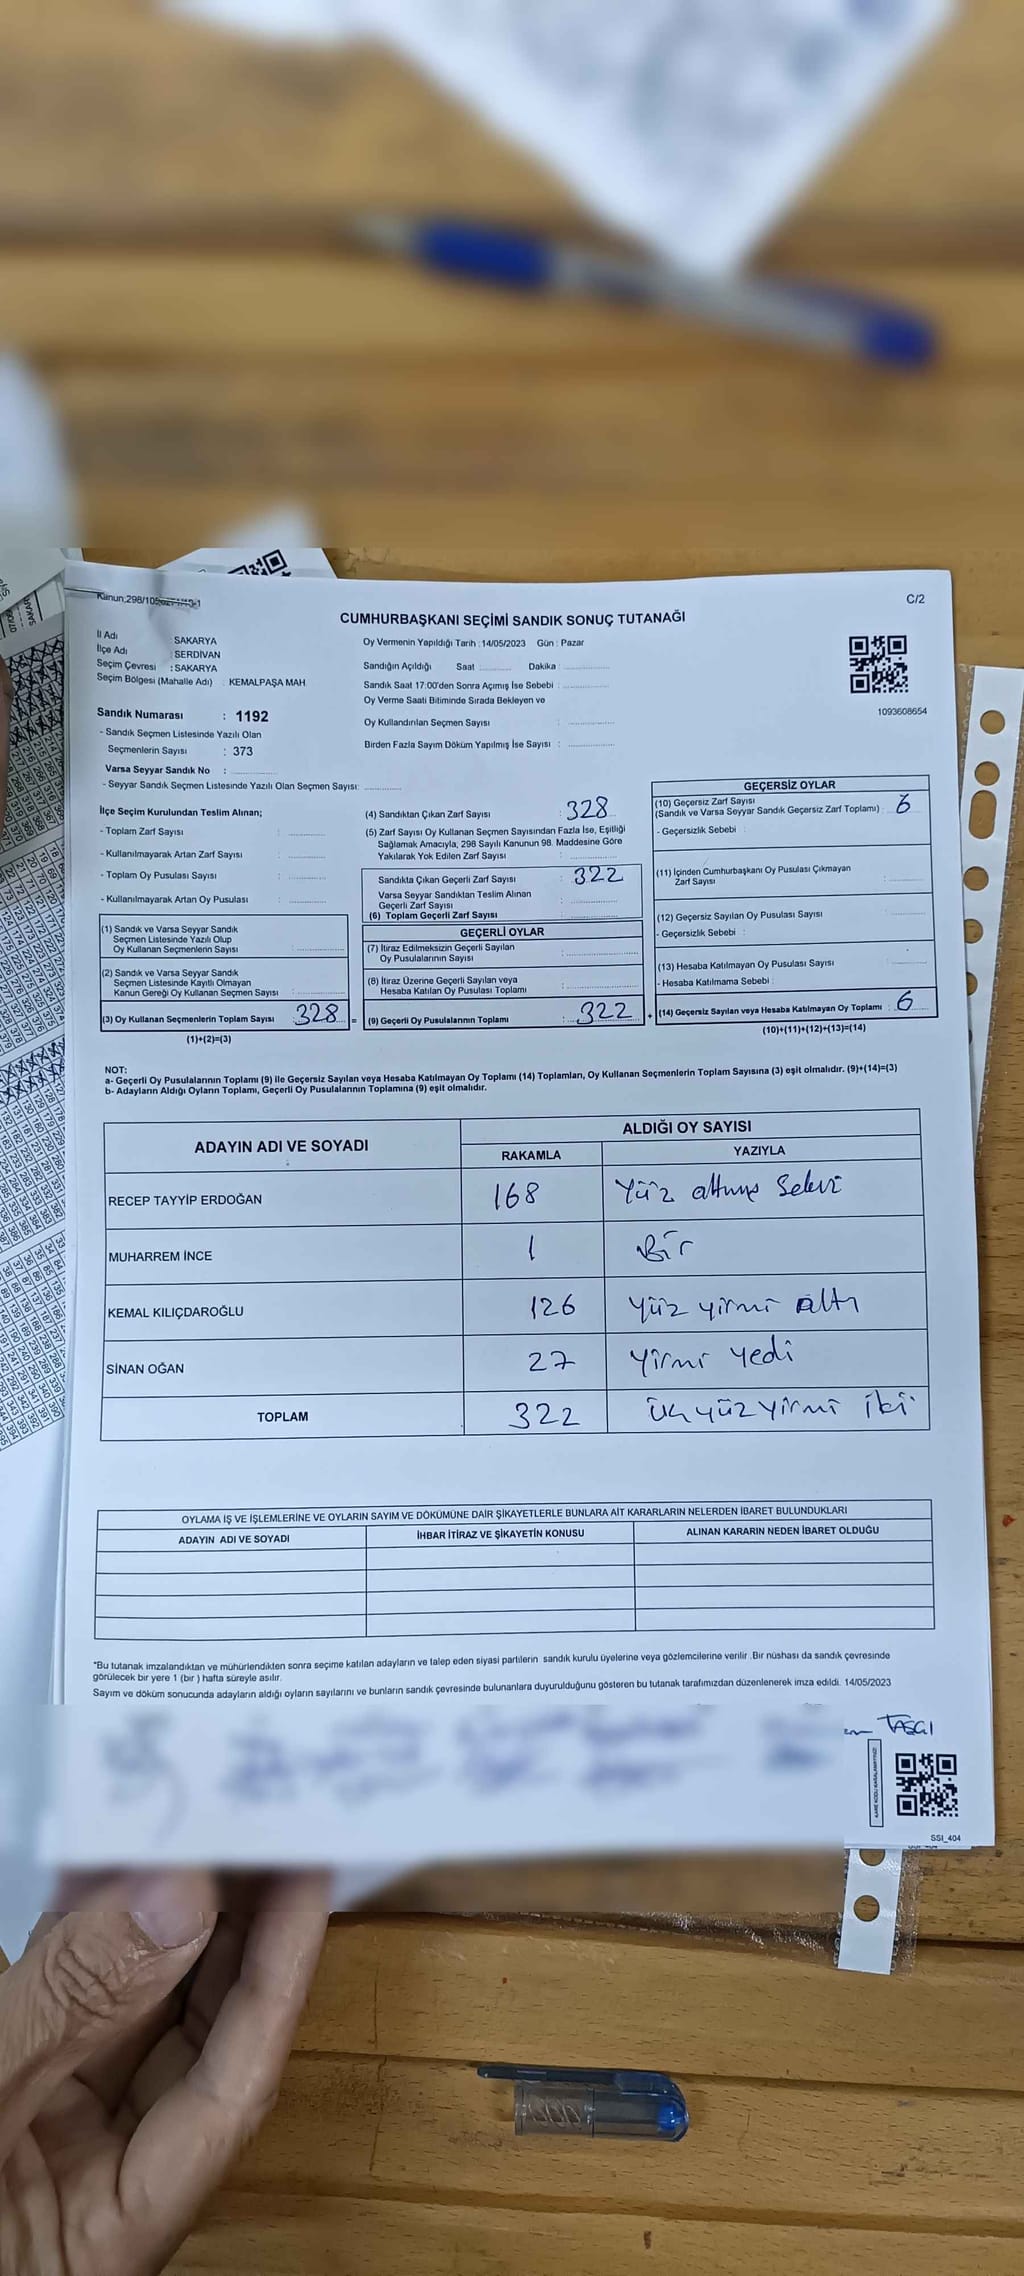 C/2
CUMHURBAŞKANI SEÇİMİ SANDIK SONUÇ TUTANAĞI
İl Adı : SAKARYA
İlçe Adı : SERDİVAN
Seçim Çevresi : SAKARYA
Seçim Bölgesi (Mahalle Adı) : KEMALPAŞA MAH
Sandık Numarası : 1192
- Sandık Seçmen Listesinde Yazılı Olan
Seçmenlerin Sayısı : 373
Varsa Seyyar Sandık No :
- Seyyar Sandık Seçmen Listesinde Yazılı Olan Seçmen Sayısı:
Oy Vermenin Yapıldığı Tarih : 14/05/2023 Gün : Pazar
Sandığın Açıldığı Saat Dakika :
Sandık Saat 17:00'den Sonra Açımış İse Sebebi :
Oy Verme Saati Bitiminde Sırada Bekleyen ve
Oy Kullandırılan Seçmen Sayısı :
Birden Fazla Sayım Döküm Yapılmış İse Sayısı :
1093608654
İlçe Seçim Kurulundan Teslim Alınan;
- Toplam Zarf Sayısı :
- Kullanılmayarak Artan Zarf Sayısı :
- Toplam Oy Pusulası Sayısı :
- Kullanılmayarak Artan Oy Pusulası :
(1) Sandık ve Varsa Seyyar Sandık
Seçmen Listesinde Yazılı Olup
Oy Kullanan Seçmenlerin Sayısı :
(2) Sandık ve Varsa Seyyar Sandık
Seçmen Listesinde Kayıtlı Olmayan
Kanun Gereği Oy Kullanan Seçmen Sayısı :
(3) Oy Kullanan Seçmenlerin Toplam Sayısı 328 =
(1)+(2)=(3)
(4) Sandıktan Çıkan Zarf Sayısı : 328
(5) Zarf Sayısı Oy Kullanan Seçmen Sayısından Fazla İse, Eşitliği
Sağlamak Amacıyla; 298 Sayılı Kanunun 98. Maddesine Göre
Yakılarak Yok Edilen Zarf Sayısı :
Sandıkta Çıkan Geçerli Zarf Sayısı : 322
Varsa Seyyar Sandıktan Teslim Alınan
Geçerli Zarf Sayısı :
(6) Toplam Geçerli Zarf Sayısı :
GEÇERLİ OYLAR
(7) İtiraz Edilmeksizin Geçerli Sayılan
Oy Pusulalarının Sayısı :
(8) İtiraz Üzerine Geçerli Sayılan veya
Hesaba Katılan Oy Pusulası Toplamı :
(9) Geçerli Oy Pusulalarının Toplamı : 322 +
GEÇERSİZ OYLAR
(10) Geçersiz Zarf Sayısı
(Sandık ve Varsa Seyyar Sandık Geçersiz Zarf Toplamı) : 6
- Geçersizlik Sebebi :
(11) İçinden Cumhurbaşkanı Oy Pusulası Çıkmayan
Zarf Sayısı :
(12) Geçersiz Sayılan Oy Pusulası Sayısı :
- Geçersizlik Sebebi :
(13) Hesaba Katılmayan Oy Pusulası Sayısı :
- Hesaba Katılmama Sebebi :
(14) Geçersiz Sayılan veya Hesaba Katılmayan Oy Toplamı : 6
(10)+(11)+(12)+(13)=(14)
NOT:
a- Geçerli Oy Pusulalarının Toplamı (9) ile Geçersiz Sayılan veya Hesaba Katılmayan Oy Toplamı (14) Toplamları, Oy Kullanan Seçmenlerin Toplam Sayısına (3) eşit olmalıdır. (9)+(14)=(3)
b- Adayların Aldığı Oyların Toplamı, Geçerli Oy Pusulalarının Toplamına (9) eşit olmalıdır.
ADAYIN ADI VE SOYADI ALDIĞI OY SAYISI
RAKAMLA YAZIYLA
RECEP TAYYİP ERDOĞAN 168 Yüz altmış Sekiz
MUHARREM İNCE 1 Bir
KEMAL KILIÇDAROĞLU 126 Yüz yirmi altı
SİNAN OĞAN 27 Yirmi yedi
TOPLAM 322 üç yüz yirmi iki
OYLAMA İŞ VE İŞLEMLERİNE VE OYLARIN SAYIM VE DÖKÜMÜNE DAİR ŞİKAYETLERLE BUNLARA AİT KARARLARIN NELERDEN İBARET BULUNDUKLARI
ADAYIN ADI VE SOYADI İHBAR İTİRAZ VE ŞİKAYETİN KONUSU ALINAN KARARIN NEDEN İBARET OLDUĞU
"Bu tutanak imzalandıktan ve mühürlendikten sonra seçime katılan adayların ve talep eden siyasi partilerin sandık kurulu üyelerine veya gözlemcilerine verilir .Bir nüshası da sandık çevresinde
görülecek bir yere 1 (bir ) hafta süreyle asılır.
Sayım ve döküm sonucunda adayların aldığı oyların sayılarını ve bunların sandık çevresinde bulunanlara duyurulduğunu gösteren bu tutanak tarafımızdan düzenlenerek imza edildi. 14/05/2023
TAŞÇI
SSI_404